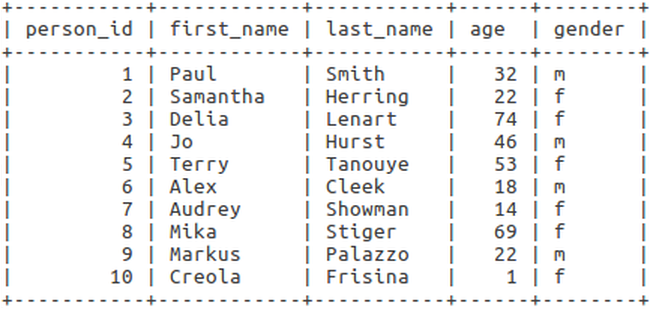 +-----------+------------+-----------+------+--------+
| person_id | first_name | last_name | age  | gender |
+-----------+------------+-----------+------+--------+
|         1 | Paul       | Smith     |   32 | m      |
|         2 | Samantha   | Herring   |   22 | f      |
|         3 | Delia      | Lenart    |   74 | f      |
|         4 | Jo         | Hurst     |   46 | m      |
|         5 | Terry      | Tanouye   |   53 | f      |
|         6 | Alex       | Cleek     |   18 | m      |
|         7 | Audrey     | Showman   |   14 | f      |
|         8 | Mika       | Stiger    |   69 | f      |
|         9 | Markus     | Palazzo   |   22 | m      |
|        10 | Creola     | Frisina   |    1 | f      |
+-----------+------------+-----------+------+--------+